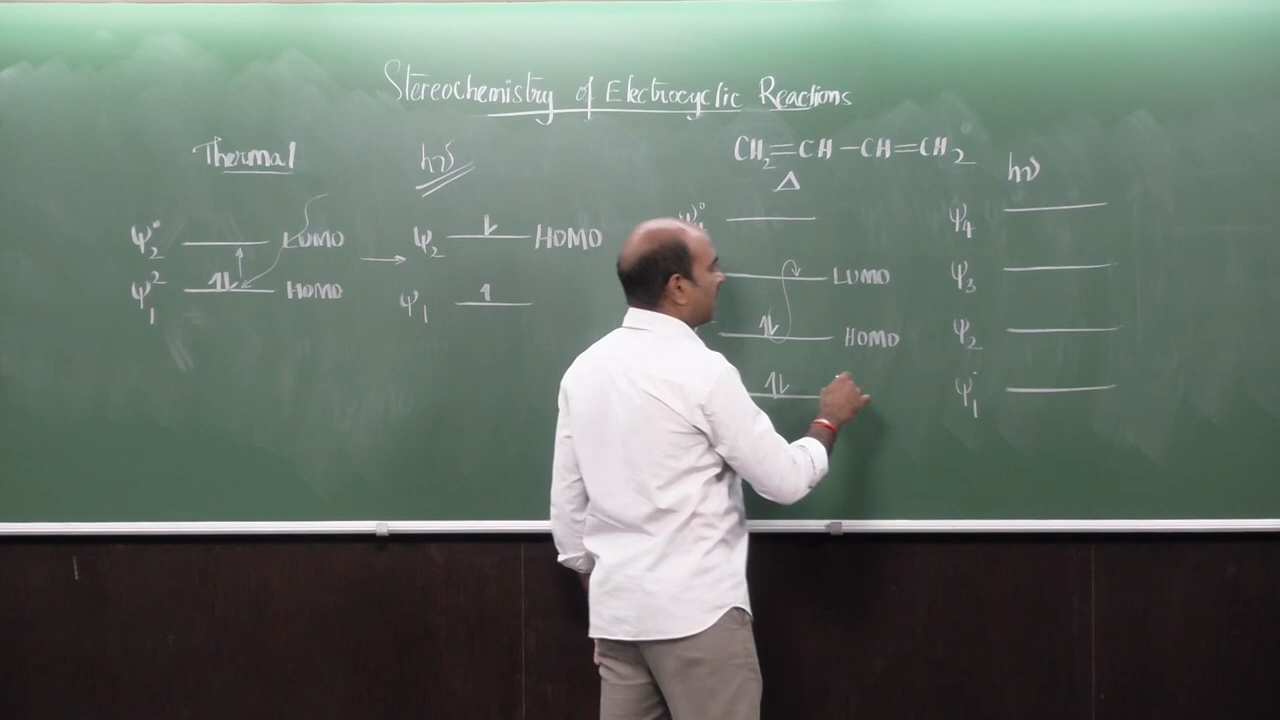 Stereochemistry of Electrocyclic Reactions
Thermal
hν
CH₂=CH−CH=CH₂
Δ
hν
ψ₂ LUMO
ψ₁² HOMO
ψ₂ HOMO
ψ₁
LUMO
HOMO
ψ₄
ψ₃
ψ₂
ψ₁